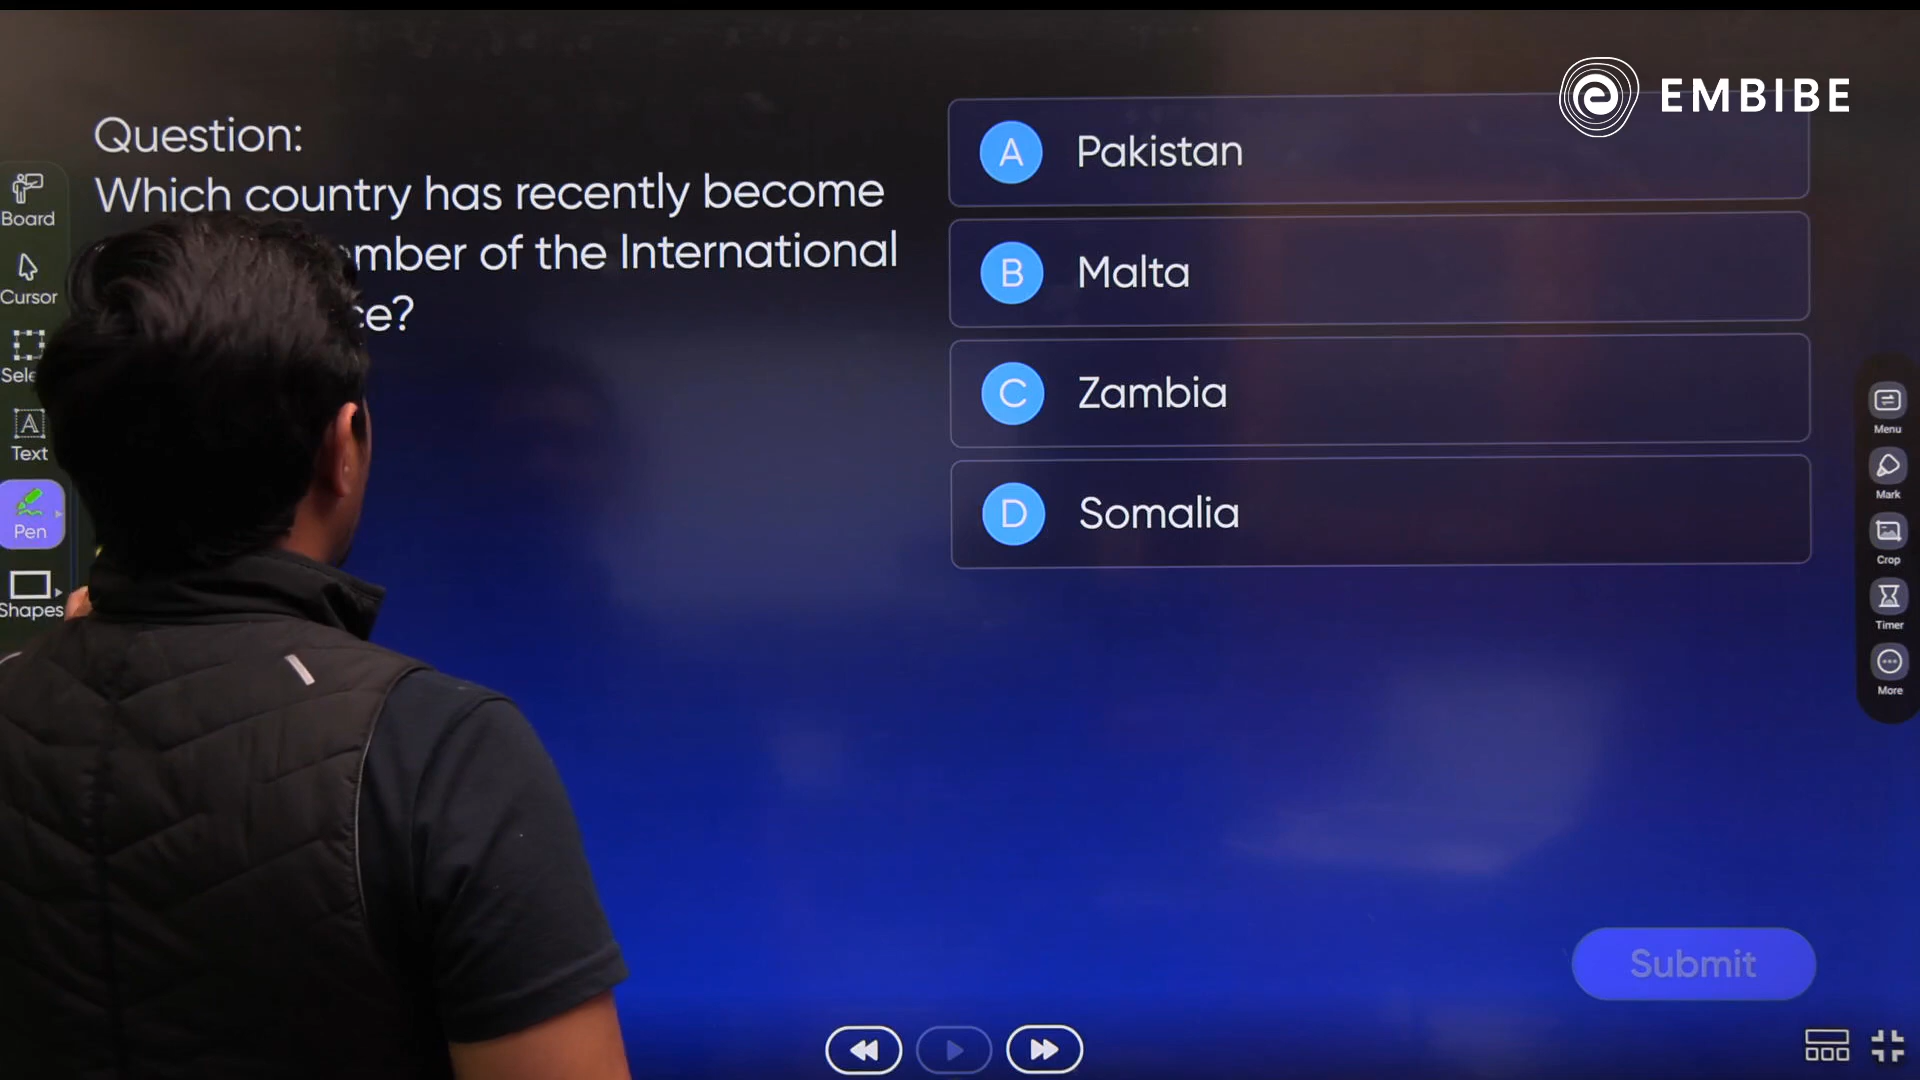 EMBIBE
Question:
Which country has recently become
of the International
A Pakistan
B Malta
C Zambia
D Somalia
Board
Cursor
Text
Pen
Shapes
Menu
Mark
Crop
Timer
More
Submit